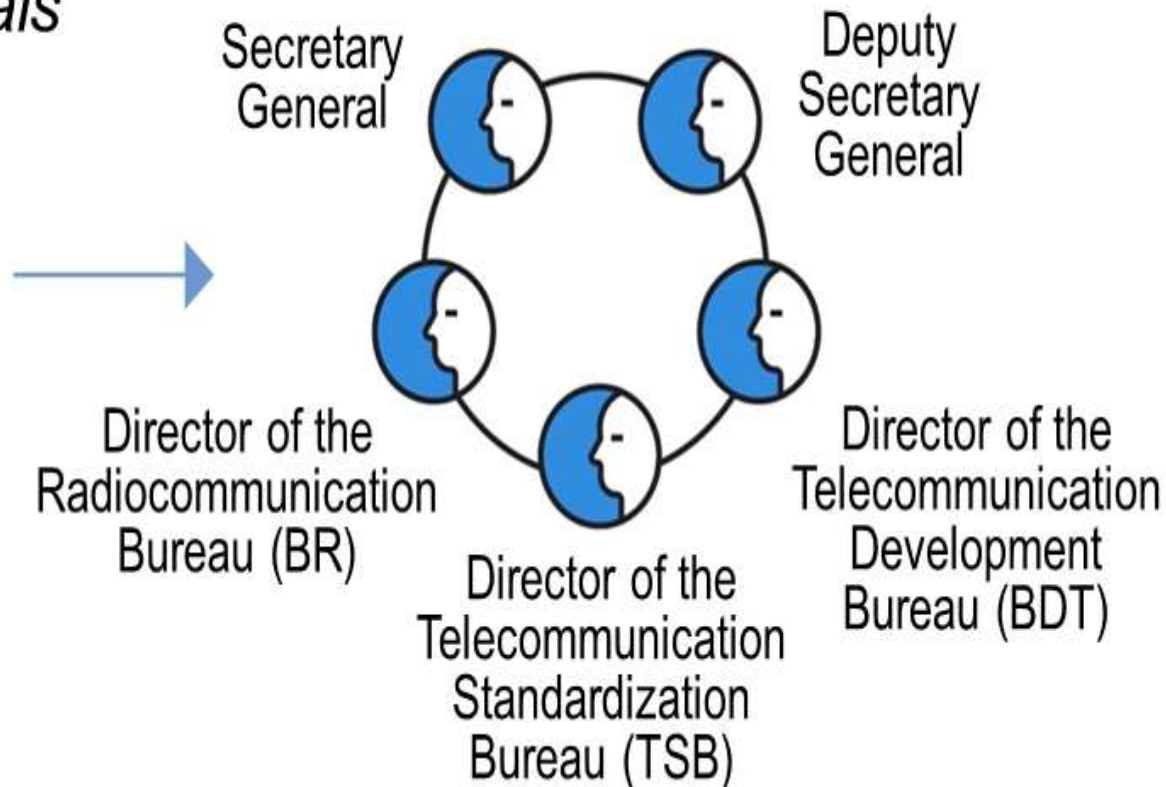 Secretary
General
Deputy
Secretary
General
Director of the
Radiocommunication
Bureau (BR)
Director of the
Telecommunication
Standardization
Bureau (TSB)
Director of the
Telecommunication
Development
Bureau (BDT)